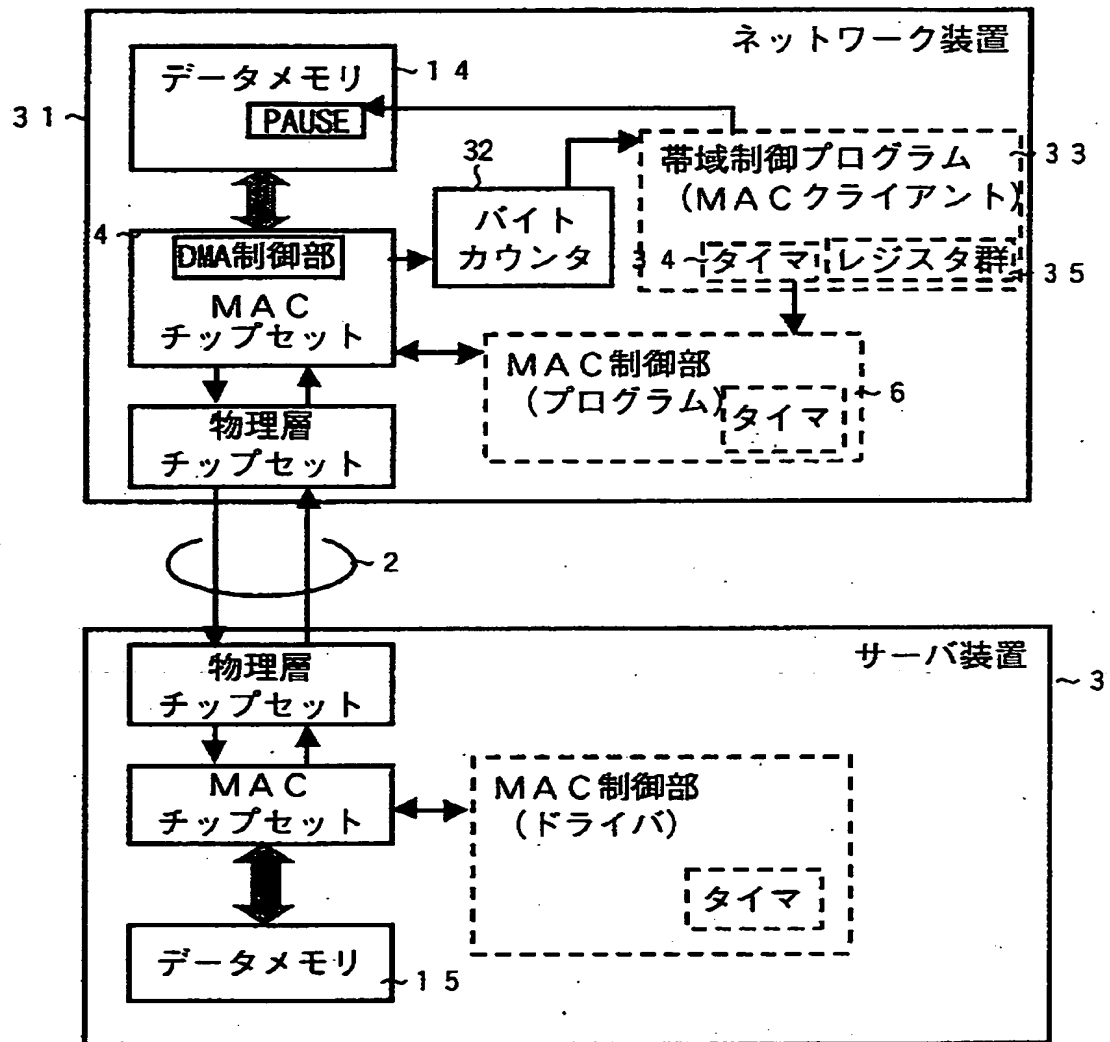 ネットワーク装置
データメモリ
~14
PAUSE
31~
帯域制御プログラム
(MACクライアント)
~33
32
バイト
カウンタ
34~
タイマ
レジスタ群
~35
4
DMA制御部
MAC
チップセット
MAC制御部
(プログラム)
タイマ
~6
物理層
チップセット
~2
サーバ装置
~3
物理層
チップセット
MAC
チップセット
MAC制御部
(ドライバ)
タイマ
データメモリ
~15